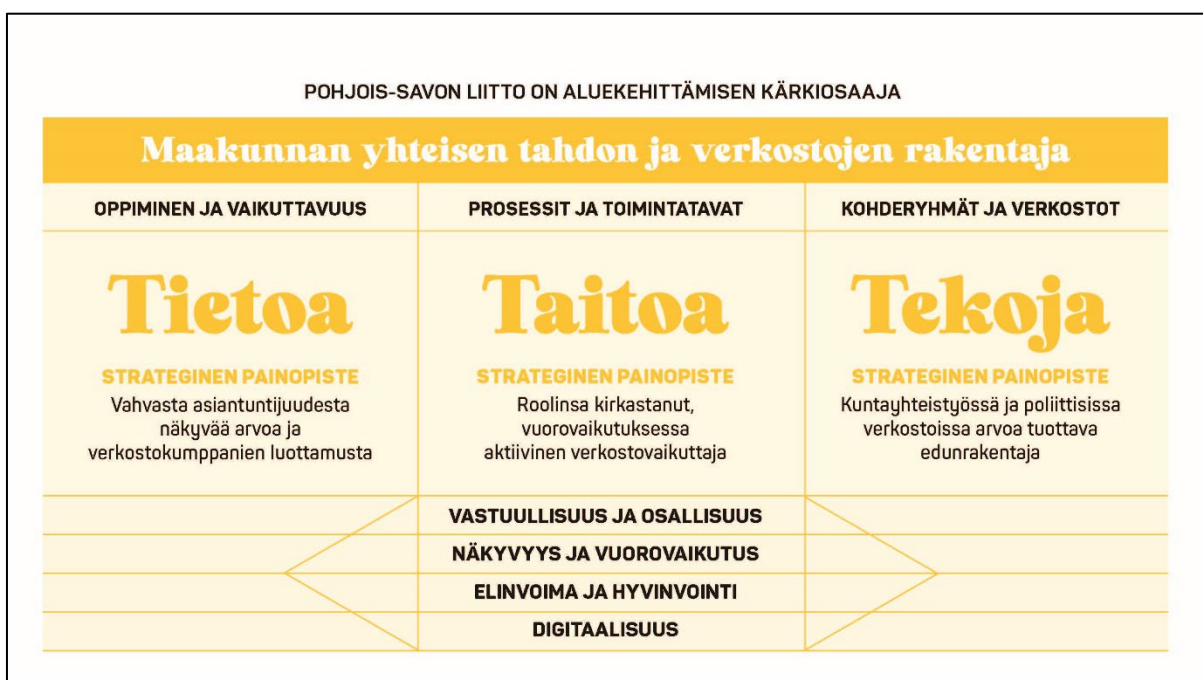 POHJOIS-SAVON LIITTO ON ALUEKEHITTÄMISEN KÄRKIOSAAJA
Maakunnan yhteisen tahdon ja verkostojen rakentaja
OPPIMINEN JA VAIKUTTAVUUS
Tietoa
STRATEGINEN PAINOPISTE
Vahvasta asiantuntijuudesta
näkyvää arvoa ja
verkostokumppanien luottamusta
PROSESSIT JA TOIMINTATAVAT
Taitoa
STRATEGINEN PAINOPISTE
Roolinsa kirkastanut,
vuorovaikutuksessa
aktiivinen verkostovaikuttaja
KOHDERYHMÄT JA VERKOSTOT
Tekoja
STRATEGINEN PAINOPISTE
Kuntayhteistyössä ja poliittisissa
verkostoissa arvoa tuottava
edunrakentaja
VASTUULLISUUS JA OSALLISUUS
NÄKYVYYS JA VUOROVAIKUTUS
ELINVOIMA JA HYVINVOINTI
DIGITAALISUUS